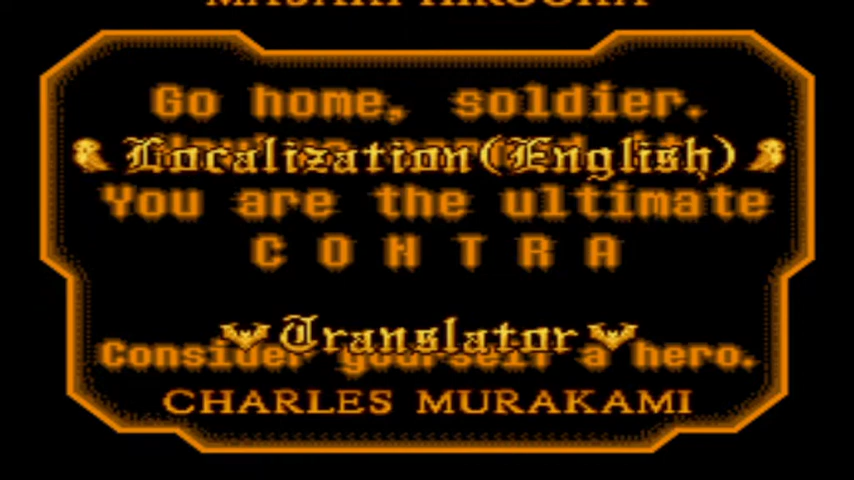 Go home, soldier.
Localization(English)
You are the ultimate
C O N T R A
Translator
Consider yourself a hero.
CHARLES MURAKAMI